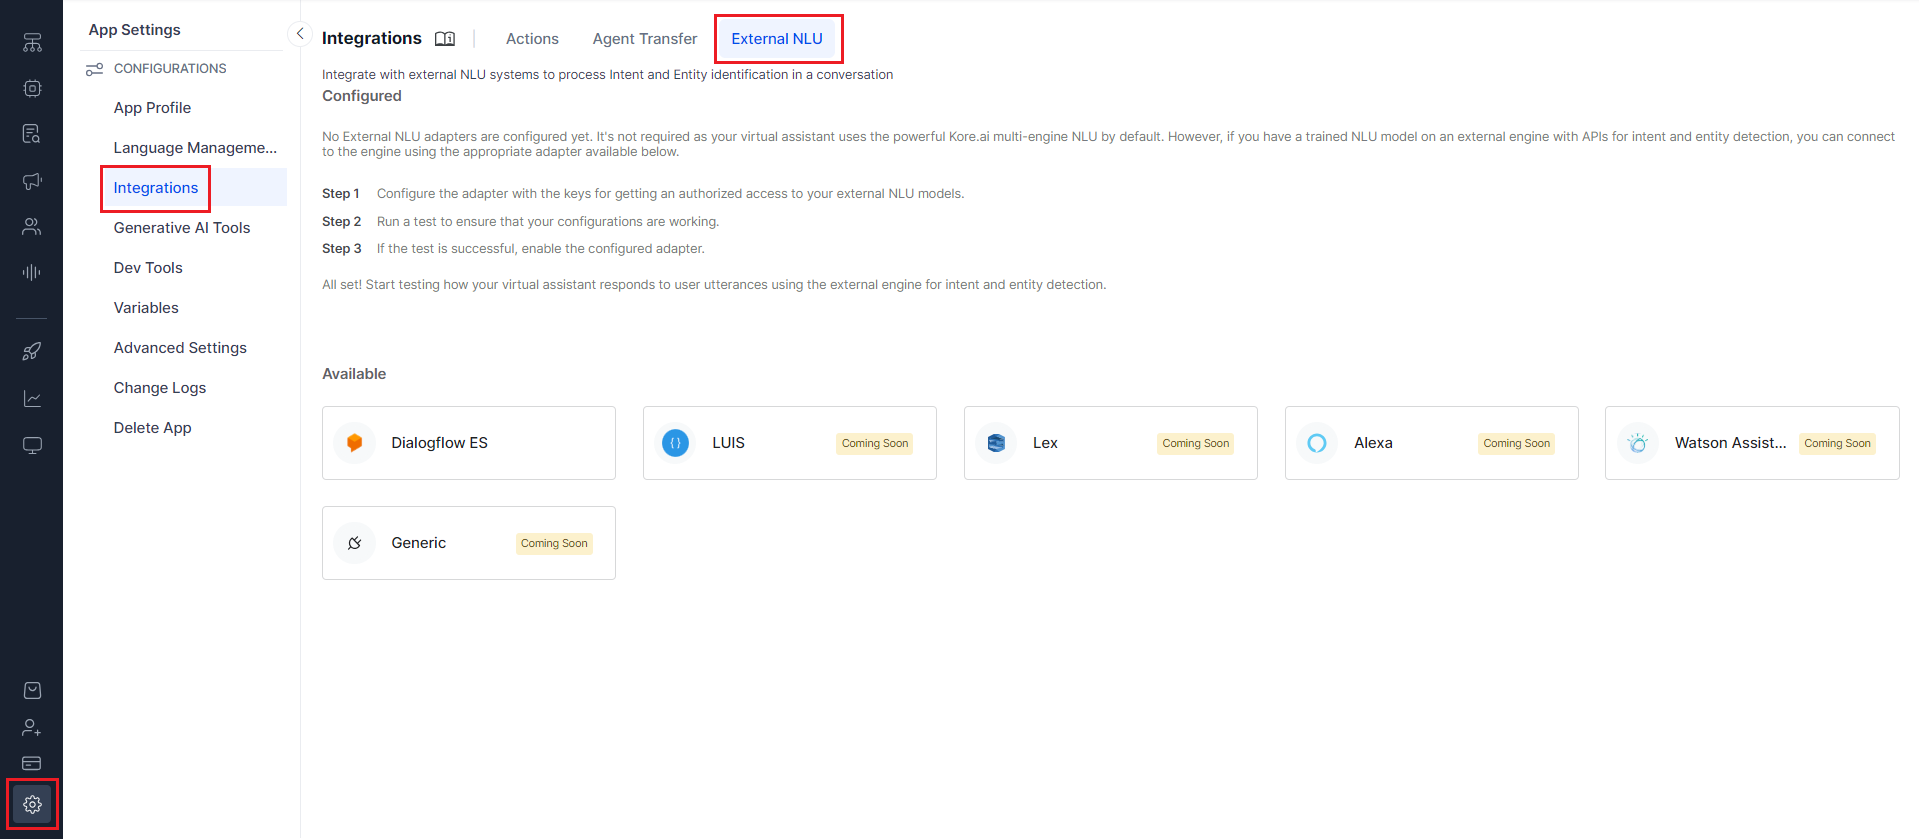 App Settings
CONFIGURATIONS
App Profile
Language Manageme...
Integrations
Generative AI Tools
Dev Tools
Variables
Advanced Settings
Change Logs
Delete App
Integrations
Actions
Agent Transfer
External NLU
Integrate with external NLU systems to process Intent and Entity identification in a conversation
Configured
No External NLU adapters are configured yet. It's not required as your virtual assistant uses the powerful Kore.ai multi-engine NLU by default. However, if you have a trained NLU model on an external engine with APIs for intent and entity detection, you can connect
to the engine using the appropriate adapter available below.
Step 1 Configure the adapter with the keys for getting an authorized access to your external NLU models.
Step 2 Run a test to ensure that your configurations are working.
Step 3 If the test is successful, enable the configured adapter.
All set! Start testing how your virtual assistant responds to user utterances using the external engine for intent and entity detection.
Available
Dialogflow ES
LUIS Coming Soon
Lex Coming Soon
Alexa Coming Soon
Watson Assist... Coming Soon
Generic Coming Soon